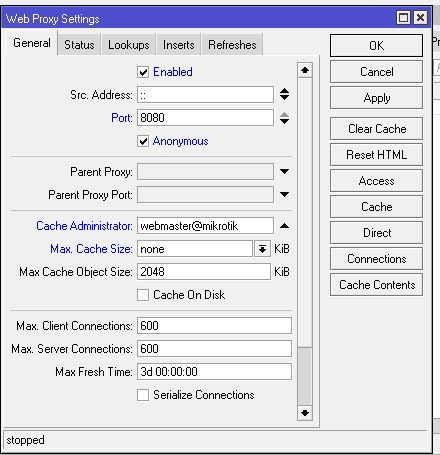 Web Proxy Settings
General Status Lookups Inserts Refreshes
Enabled
Src. Address: ::
Port: 8080
Anonymous
Parent Proxy:
Parent Proxy Port:
Cache Administrator: webmaster@mikrotik
Max. Cache Size: none KiB
Max Cache Object Size: 2048 KiB
Cache On Disk
Max. Client Connections: 600
Max. Server Connections: 600
Max Fresh Time: 3d 00:00:00
Serialize Connections
OK
Cancel
Apply
Clear Cache
Reset HTML
Access
Cache
Direct
Connections
Cache Contents
stopped